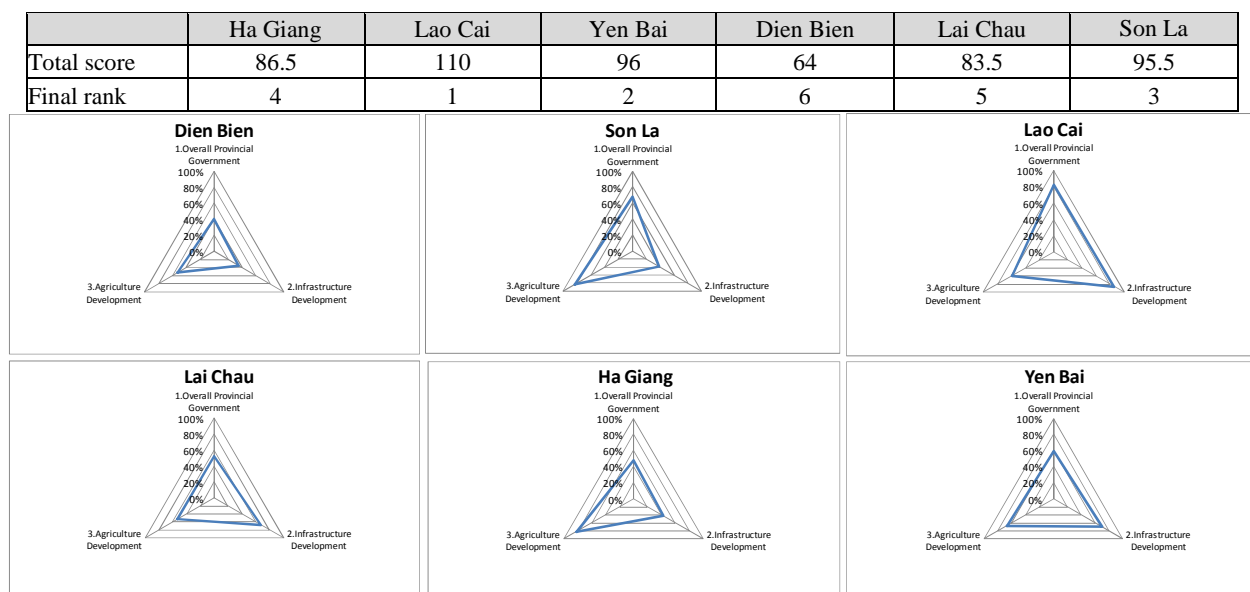 Ha Giang Lao Cai Yen Bai Dien Bien Lai Chau Son La
Total score 86.5 110 96 64 83.5 95.5
Final rank 4 1 2 6 5 3
Dien Bien
1.Overall Provincial
Government
100%
80%
60%
40%
20%
0%
3.Agriculture
Development
2.Infrastructure
Development
Son La
1.Overall Provincial
Government
100%
80%
60%
40%
20%
0%
3.Agriculture
Development
2.Infrastructure
Development
Lao Cai
1.Overall Provincial
Government
100%
80%
60%
40%
20%
0%
3.Agriculture
Development
2.Infrastructure
Development
Lai Chau
1.Overall Provincial
Government
100%
80%
60%
40%
20%
0%
3.Agriculture
Development
2.Infrastructure
Development
Ha Giang
1.Overall Provincial
Government
100%
80%
60%
40%
20%
0%
3.Agriculture
Development
2.Infrastructure
Development
Yen Bai
1.Overall Provincial
Government
100%
80%
60%
40%
20%
0%
3.Agriculture
Development
2.Infrastructure
Development